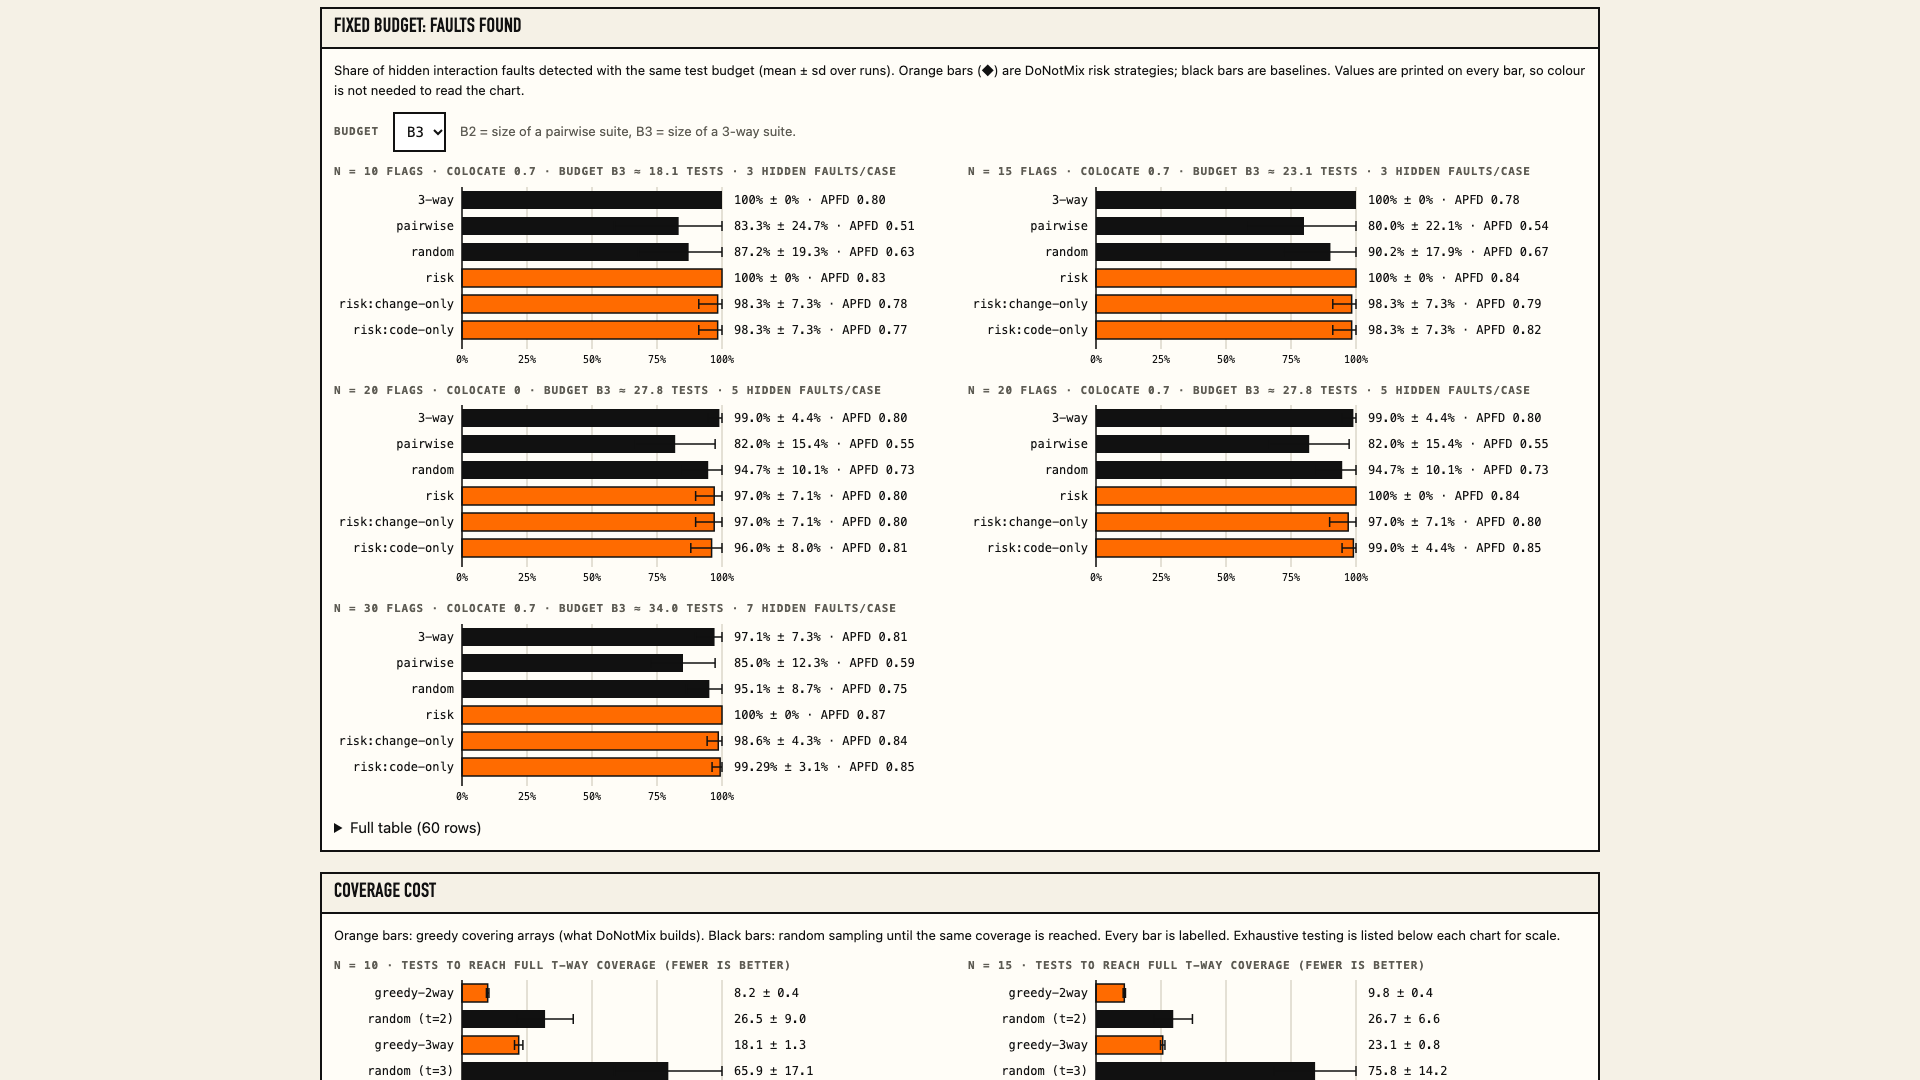 FIXED BUDGET: FAULTS FOUND
Share of hidden interaction faults detected with the same test budget (mean ± sd over runs). Orange bars (◆) are DoNotMix risk strategies; black bars are baselines. Values are printed on every bar, so colour
is not needed to read the chart.
BUDGET B3 B2 = size of a pairwise suite, B3 = size of a 3-way suite.
N = 10 FLAGS · COLOCATE 0.7 · BUDGET B3 ≈ 18.1 TESTS · 3 HIDDEN FAULTS/CASE
3-way 100% ± 0% · APFD 0.80
pairwise 83.3% ± 24.7% · APFD 0.51
random 87.2% ± 19.3% · APFD 0.63
risk 100% ± 0% · APFD 0.83
risk:change-only 98.3% ± 7.3% · APFD 0.78
risk:code-only 98.3% ± 7.3% · APFD 0.77
0% 25% 50% 75% 100%
N = 15 FLAGS · COLOCATE 0.7 · BUDGET B3 ≈ 23.1 TESTS · 3 HIDDEN FAULTS/CASE
3-way 100% ± 0% · APFD 0.78
pairwise 80.0% ± 22.1% · APFD 0.54
random 90.2% ± 17.9% · APFD 0.67
risk 100% ± 0% · APFD 0.84
risk:change-only 98.3% ± 7.3% · APFD 0.79
risk:code-only 98.3% ± 7.3% · APFD 0.82
0% 25% 50% 75% 100%
N = 20 FLAGS · COLOCATE 0 · BUDGET B3 ≈ 27.8 TESTS · 5 HIDDEN FAULTS/CASE
3-way 99.0% ± 4.4% · APFD 0.80
pairwise 82.0% ± 15.4% · APFD 0.55
random 94.7% ± 10.1% · APFD 0.73
risk 97.0% ± 7.1% · APFD 0.80
risk:change-only 97.0% ± 7.1% · APFD 0.80
risk:code-only 96.0% ± 8.0% · APFD 0.81
0% 25% 50% 75% 100%
N = 20 FLAGS · COLOCATE 0.7 · BUDGET B3 ≈ 27.8 TESTS · 5 HIDDEN FAULTS/CASE
3-way 99.0% ± 4.4% · APFD 0.80
pairwise 82.0% ± 15.4% · APFD 0.55
random 94.7% ± 10.1% · APFD 0.73
risk 100% ± 0% · APFD 0.84
risk:change-only 97.0% ± 7.1% · APFD 0.80
risk:code-only 99.0% ± 4.4% · APFD 0.85
0% 25% 50% 75% 100%
N = 30 FLAGS · COLOCATE 0.7 · BUDGET B3 ≈ 34.0 TESTS · 7 HIDDEN FAULTS/CASE
3-way 97.1% ± 7.3% · APFD 0.81
pairwise 85.0% ± 12.3% · APFD 0.59
random 95.1% ± 8.7% · APFD 0.75
risk 100% ± 0% · APFD 0.87
risk:change-only 98.6% ± 4.3% · APFD 0.84
risk:code-only 99.29% ± 3.1% · APFD 0.85
0% 25% 50% 75% 100%
▶ Full table (60 rows)
COVERAGE COST
Orange bars: greedy covering arrays (what DoNotMix builds). Black bars: random sampling until the same coverage is reached. Every bar is labelled. Exhaustive testing is listed below each chart for scale.
N = 10 · TESTS TO REACH FULL T-WAY COVERAGE (FEWER IS BETTER)
greedy-2way 8.2 ± 0.4
random (t=2) 26.5 ± 9.0
greedy-3way 18.1 ± 1.3
random (t=3) 65.9 ± 17.1
N = 15 · TESTS TO REACH FULL T-WAY COVERAGE (FEWER IS BETTER)
greedy-2way 9.8 ± 0.4
random (t=2) 26.7 ± 6.6
greedy-3way 23.1 ± 0.8
random (t=3) 75.8 ± 14.2